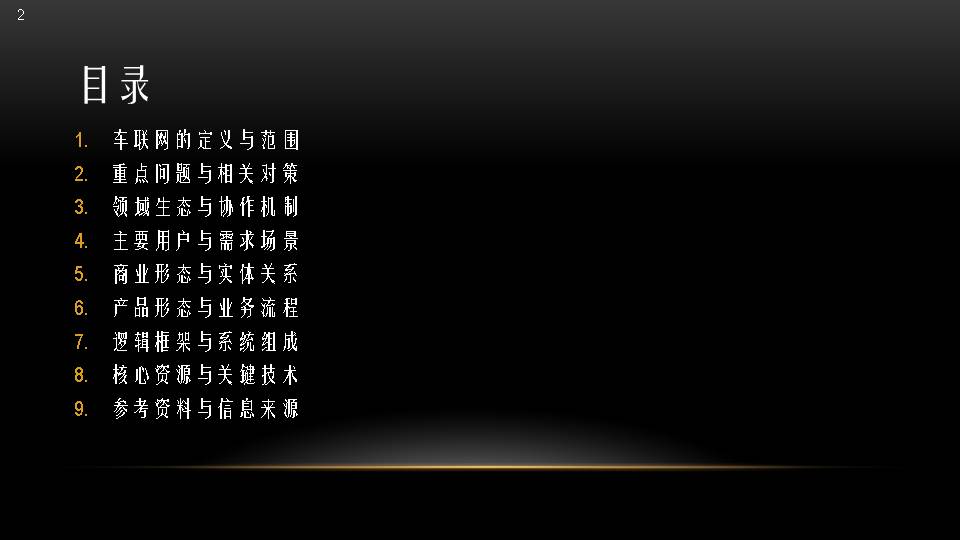 2
目录
1. 车联网的定义与范围
2. 重点问题与相关对策
3. 领域生态与协作机制
4. 主要用户与需求场景
5. 商业形态与实体关系
6. 产品形态与业务流程
7. 逻辑框架与系统组成
8. 核心资源与关键技术
9. 参考资料与信息来源